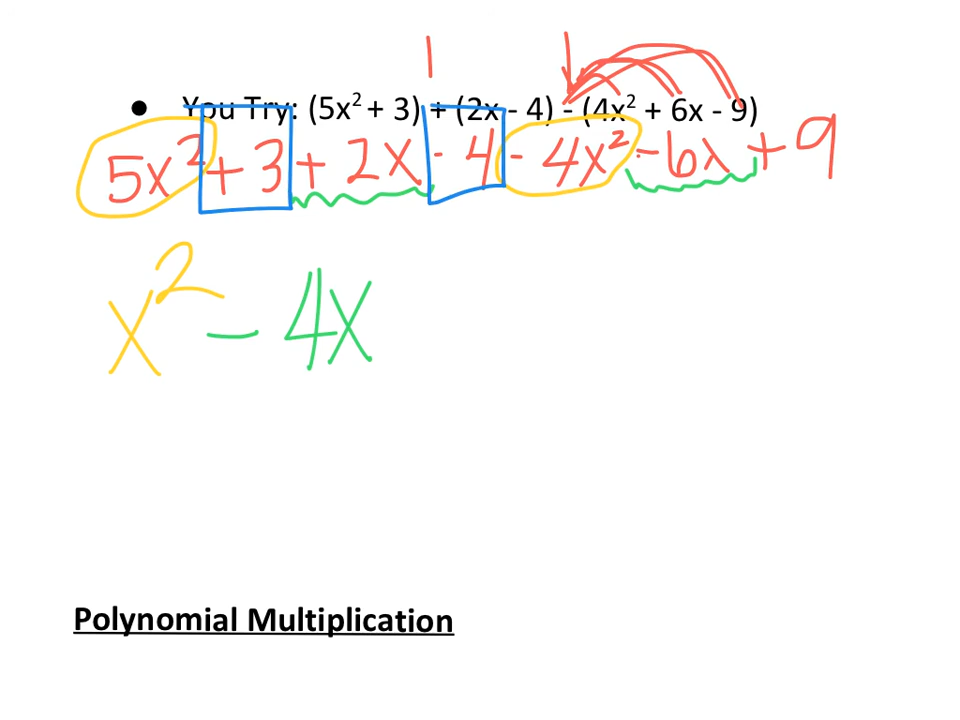 ● You Try: (5x² + 3) + (2x - 4) - (4x² + 6x - 9)
5x² + 3 + 2x - 4 - 4x² - 6x + 9
x² - 4x
Polynomial Multiplication